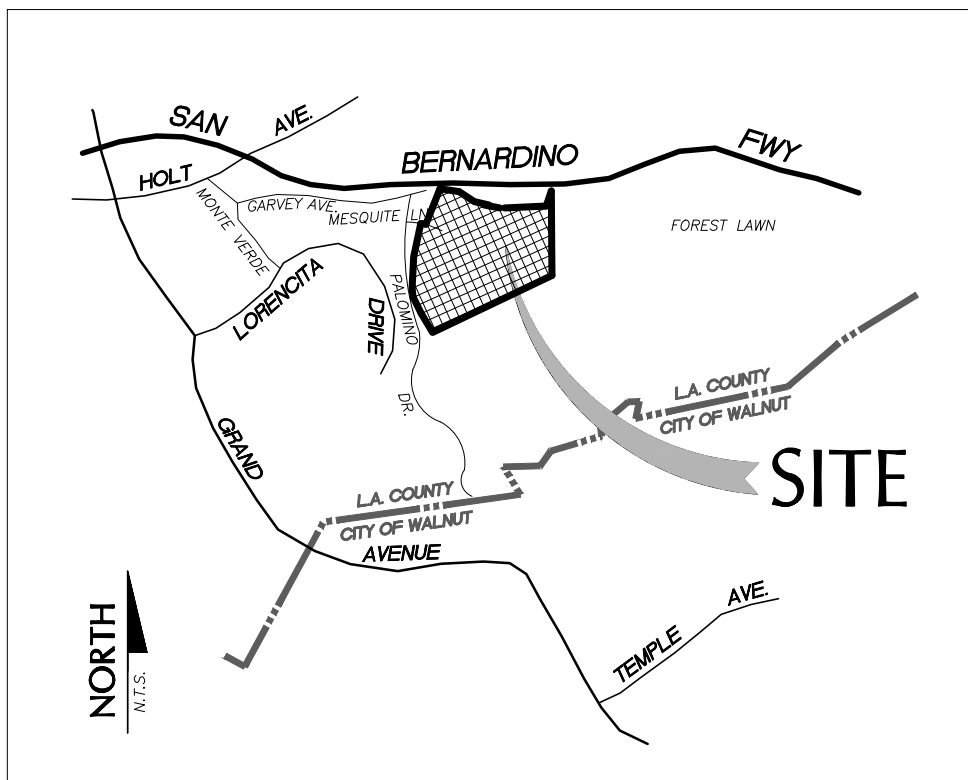 SAN
BERNARDINO
FWY
HOLT
AVE.
MONTE VERDE
GARVEY AVE.
MESQUITE LN
FOREST LAWN
LORENCITA
DRIVE
PALOMINO
DR.
GRAND
AVENUE
L.A. COUNTY
CITY OF WALNUT
L.A. COUNTY
CITY OF WALNUT
SITE
TEMPLE
AVE.
NORTH
N.T.S.